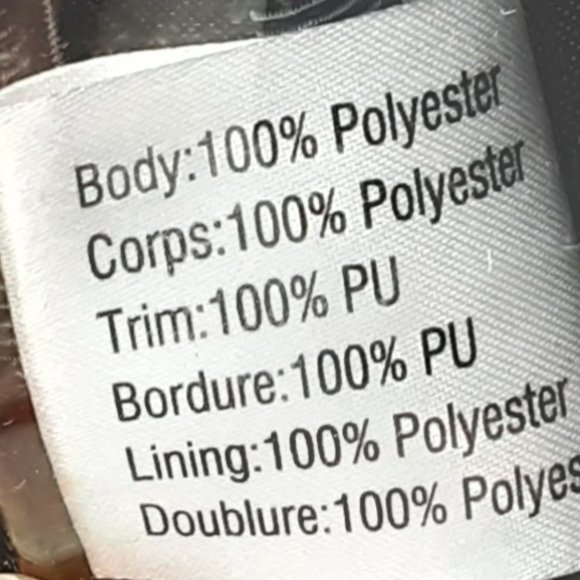 Body:100% Polyester
Corps:100% Polyester
Trim:100% PU
Bordure:100% PU
Lining:100% Polyester
Doublure:100% Polyes